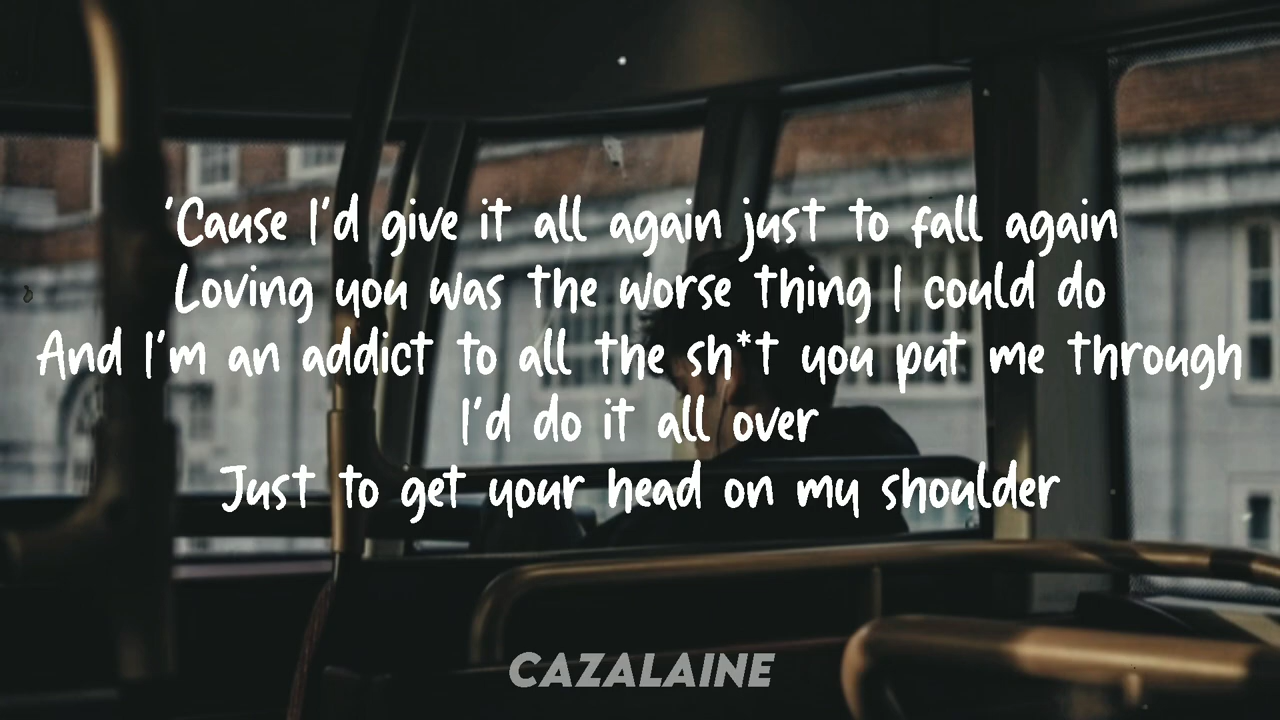 'Cause I'd give it all again just to fall again
Loving you was the worse thing I could do
And I'm an addict to all the sh*t you put me through
I'd do it all over
Just to get your head on my shoulder
CAZALAINE